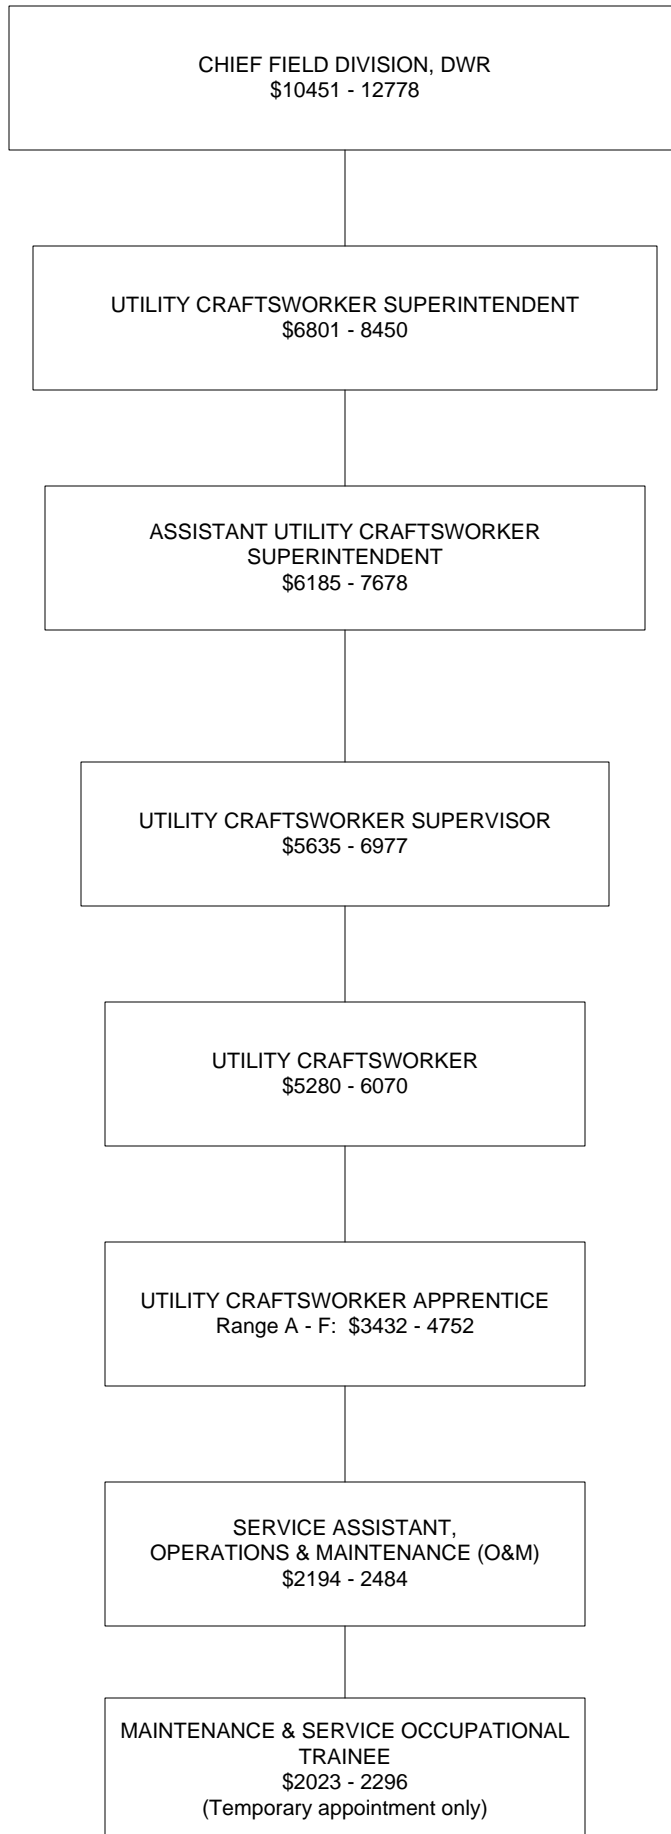 CHIEF FIELD DIVISION, DWR
$10451 - 12778
UTILITY CRAFTSWORKER SUPERINTENDENT
$6801 - 8450
ASSISTANT UTILITY CRAFTSWORKER
SUPERINTENDENT
$6185 - 7678
UTILITY CRAFTSWORKER SUPERVISOR
$5635 - 6977
UTILITY CRAFTSWORKER
$5280 - 6070
UTILITY CRAFTSWORKER APPRENTICE
Range A - F:  $3432 - 4752
SERVICE ASSISTANT,
OPERATIONS & MAINTENANCE (O&M)
$2194 - 2484
MAINTENANCE & SERVICE OCCUPATIONAL
TRAINEE
$2023 - 2296
(Temporary appointment only)